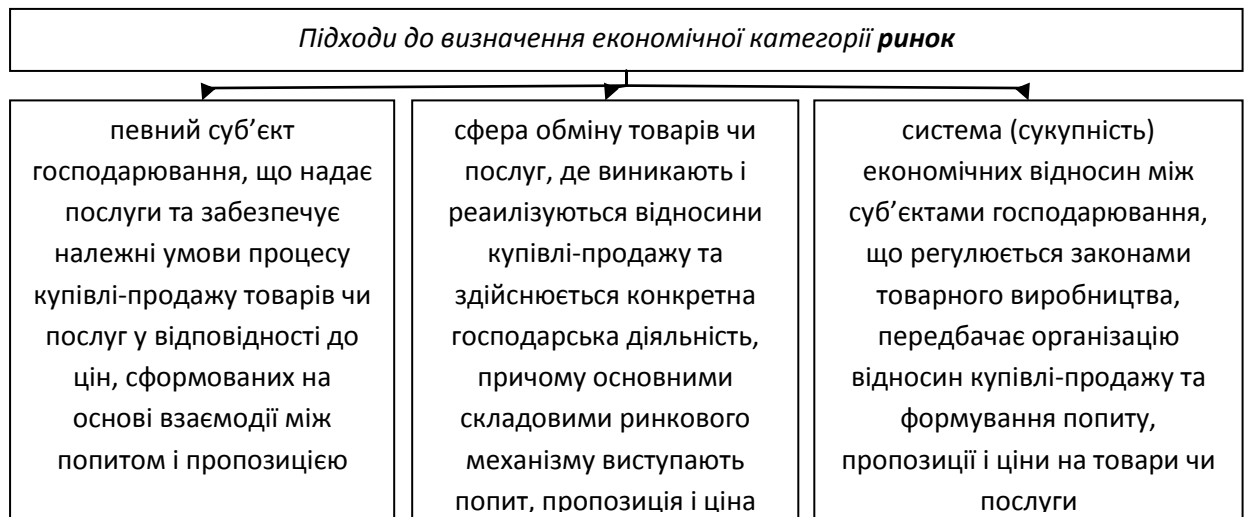 Підходи до визначення економічної категорії ринок
певний суб’єкт
господарювання, що надає
послуги та забезпечує
належні умови процесу
купівлі-продажу товарів чи
послуг у відповідності до
цін, сформованих на
основі взаємодії між
попитом і пропозицією
сфера обміну товарів чи
послуг, де виникають і
реаилізуються відносини
купівлі-продажу та
здійснюється конкретна
господарська діяльність,
причому основними
складовими ринкового
механізму виступають
попит, пропозиція і ціна
система (сукупність)
економічних відносин між
суб’єктами господарювання,
що регулюється законами
товарного виробництва,
передбачає організацію
відносин купівлі-продажу та
формування попиту,
пропозиції і ціни на товари чи
послуги